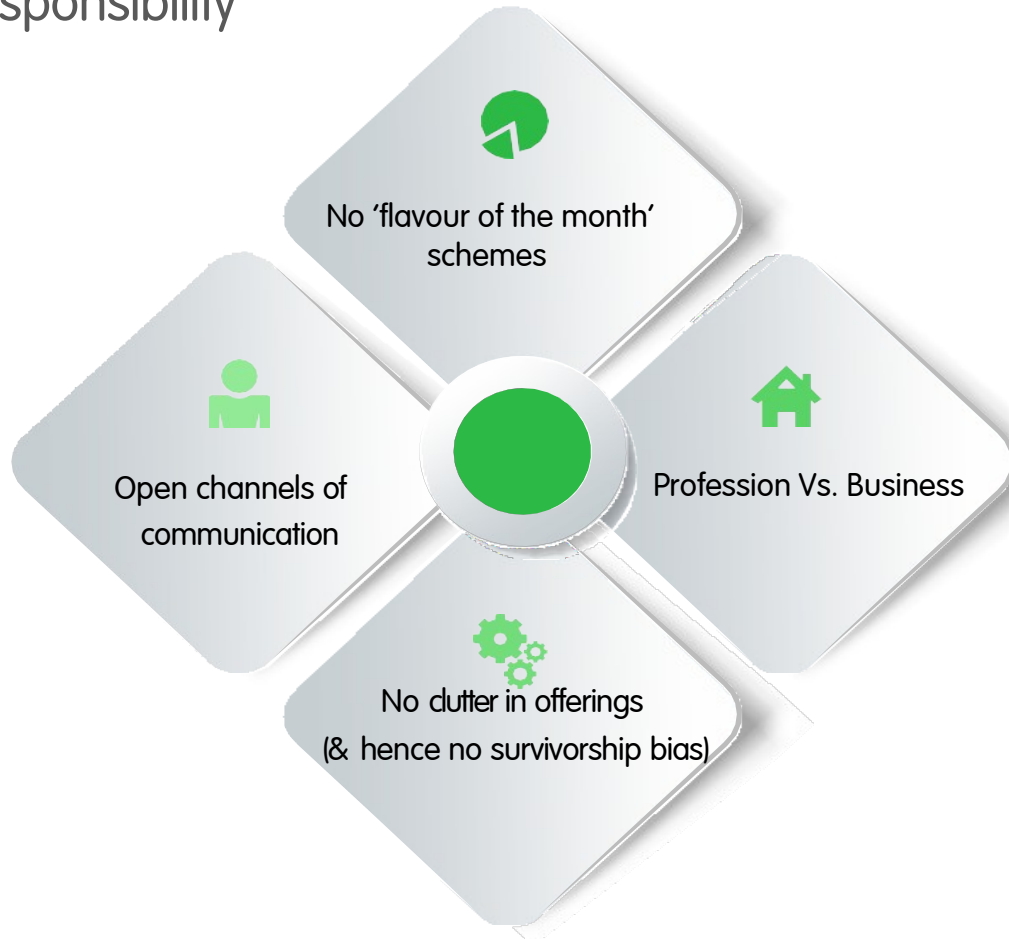 sponsibility
No ‘flavour of the month’
schemes
Open channels of
communication
Profession Vs. Business
No clutter in offerings
(& hence no survivorship bias)